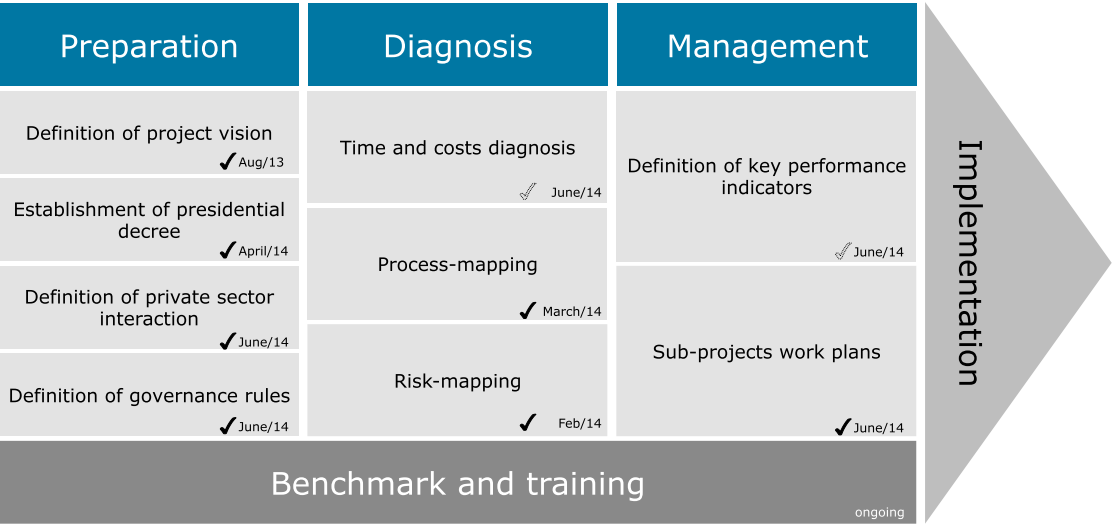 Preparation
Definition of project vision
✔ Aug/13
Establishment of presidential
decree
✔ April/14
Definition of private sector
interaction
✔ June/14
Definition of governance rules
✔ June/14
Diagnosis
Time and costs diagnosis
✔ June/14
Process-mapping
✔ March/14
Risk-mapping
✔ Feb/14
Management
Definition of key performance
indicators
✔ June/14
Sub-projects work plans
✔ June/14
Implementation
Benchmark and training
ongoing